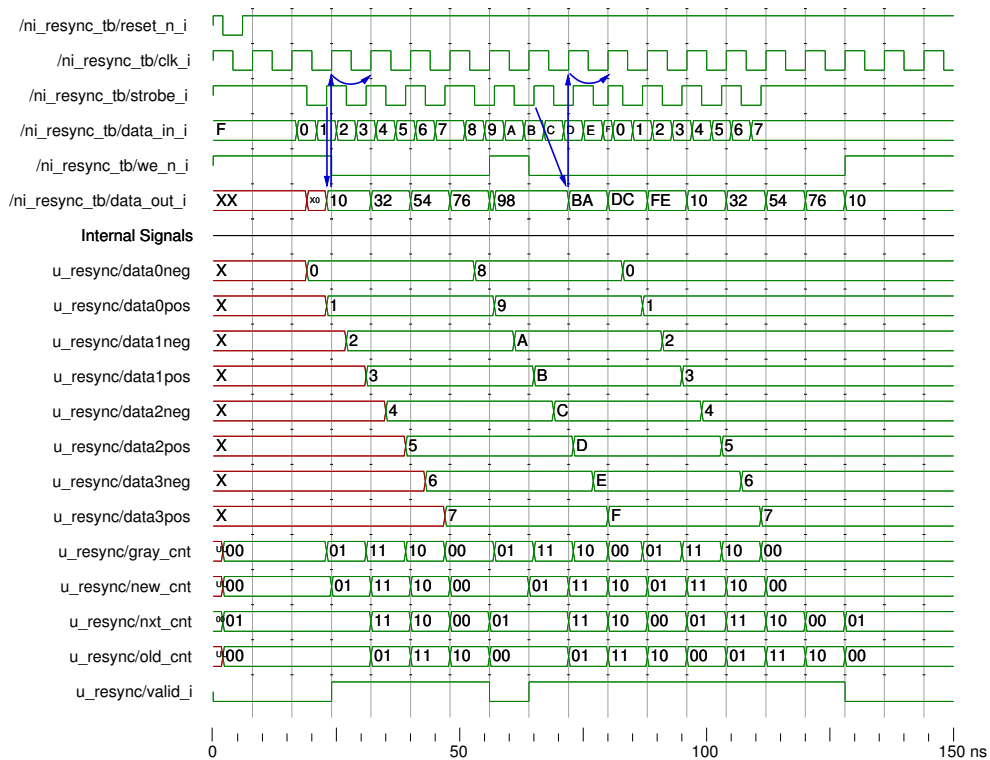 /ni_resync_tb/reset_n_i
/ni_resync_tb/clk_i
/ni_resync_tb/strobe_i
/ni_resync_tb/data_in_i F 0 1 2 3 4 5 6 7 8 9 A B C D E F 0 1 2 3 4 5 6 7
/ni_resync_tb/we_n_i
/ni_resync_tb/data_out_i XX X0 10 32 54 76 98 BA DC FE 10 32 54 76 10
Internal Signals
u_resync/data0neg X 0 8 0
u_resync/data0pos X 1 9 1
u_resync/data1neg X 2 A 2
u_resync/data1pos X 3 B 3
u_resync/data2neg X 4 C 4
u_resync/data2pos X 5 D 5
u_resync/data3neg X 6 E 6
u_resync/data3pos X 7 F 7
u_resync/gray_cnt 00 01 11 10 00 01 11 10 00 01 11 10 00
u_resync/new_cnt 00 01 11 10 00 01 11 10 01 11 10 00
u_resync/nxt_cnt 01 11 10 00 01 11 10 00 01 11 10 00 01
u_resync/old_cnt 00 01 11 10 00 01 11 10 00 01 11 10 00
u_resync/valid_i
0 50 100 150 ns